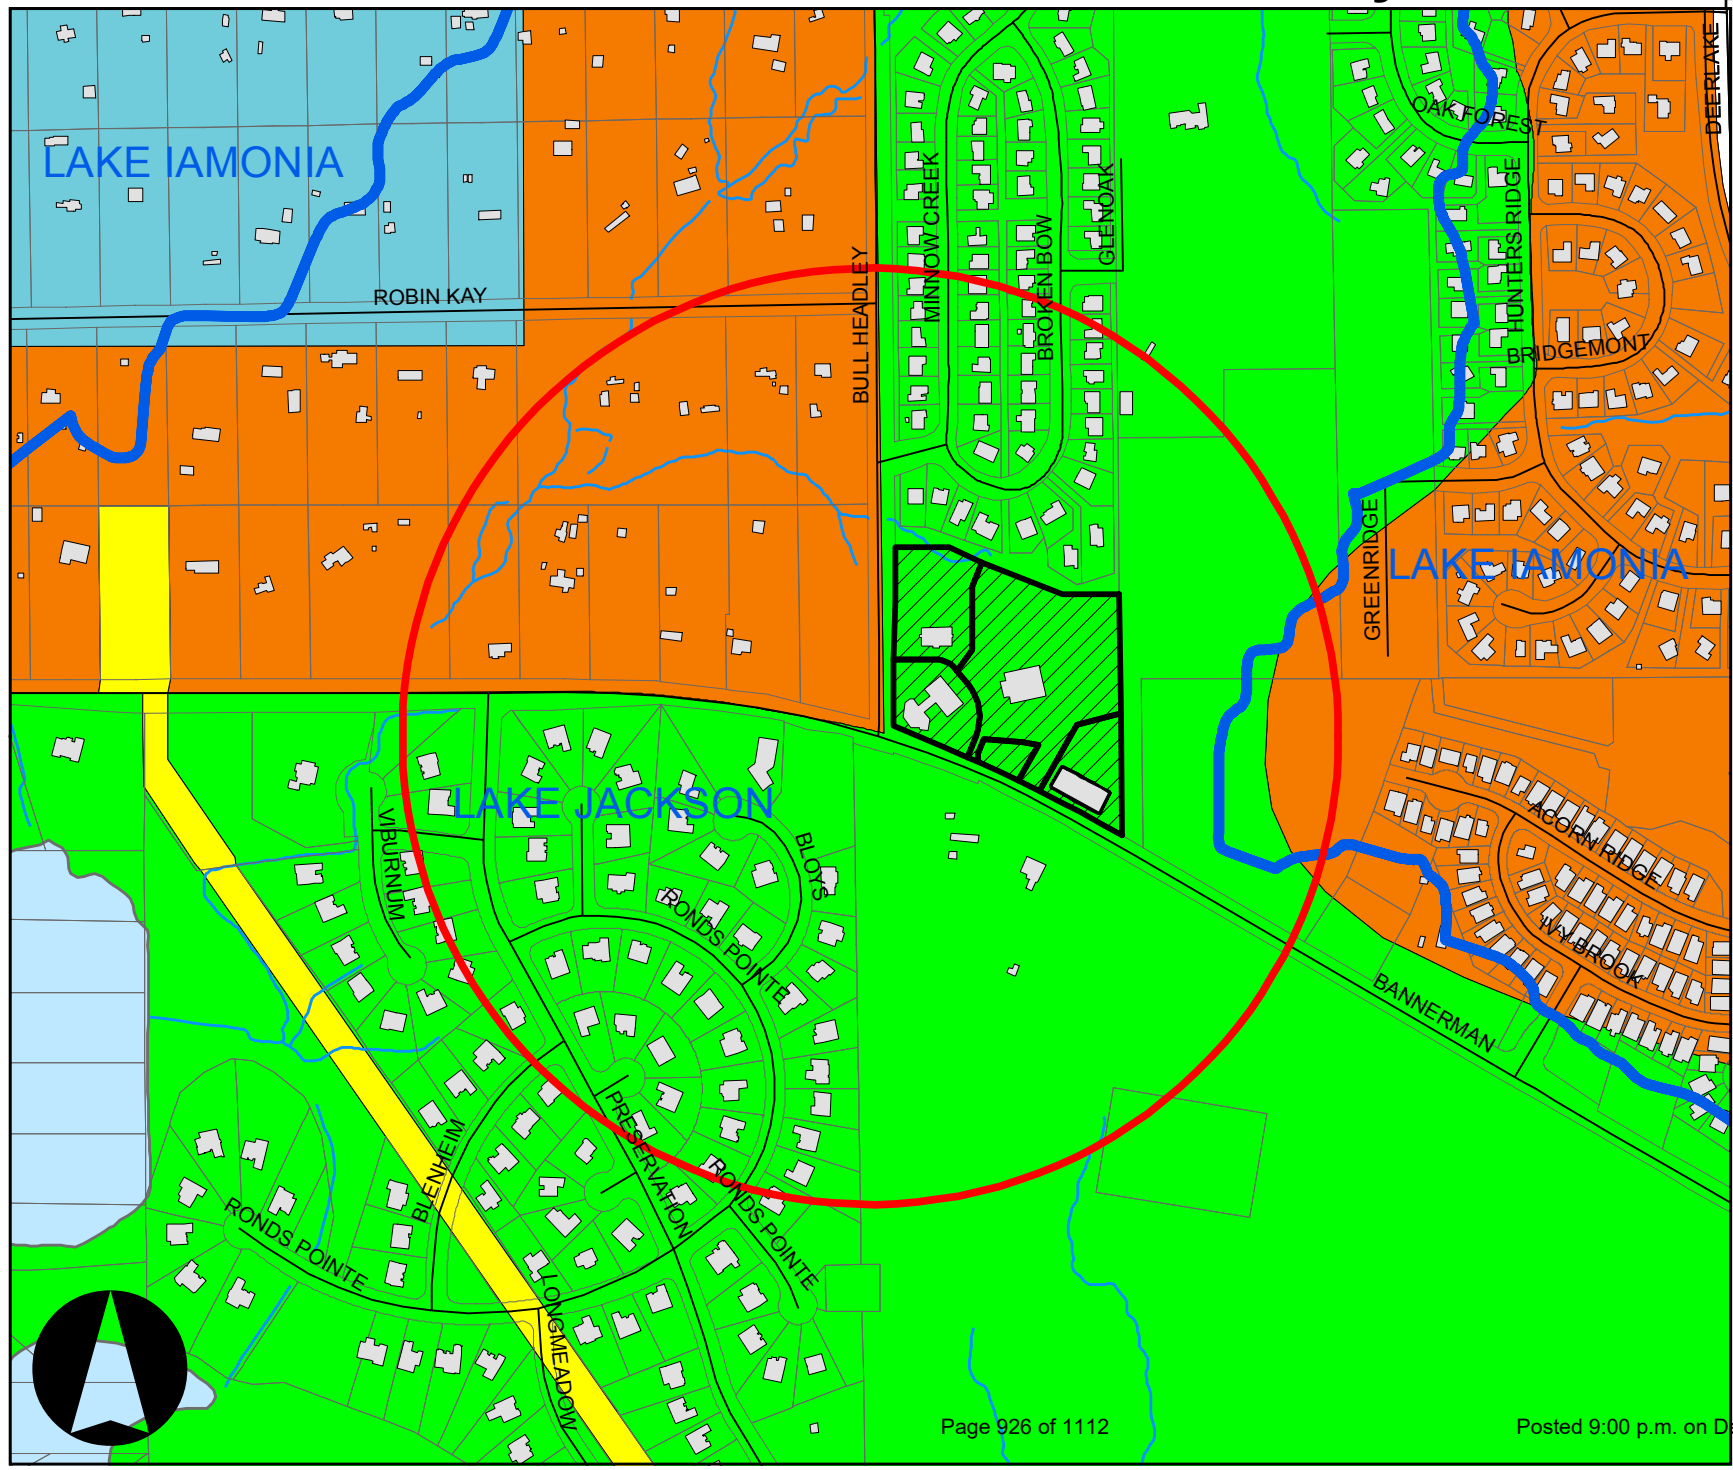 DEERLAKE
OAK FOREST
LAKE IAMONIA
MINNOW CREEK
GLENOAK
HUNTERS RIDGE
BROKEN BOW
BULL HEADLEY
ROBIN KAY
BRIDGEMONT
GREENRIDGE
LAKE IAMONIA
LAKE JACKSON
VIBURNUM
BLOYS
ACORN RIDGE
RONDS POINTE
IVY BROOK
BANNERMAN
PRESERVATION
BLENHEIM
RONDS POINTE
RONDS POINTE
LONGMEADOW
Page 926 of 1112
Posted 9:00 p.m. on D